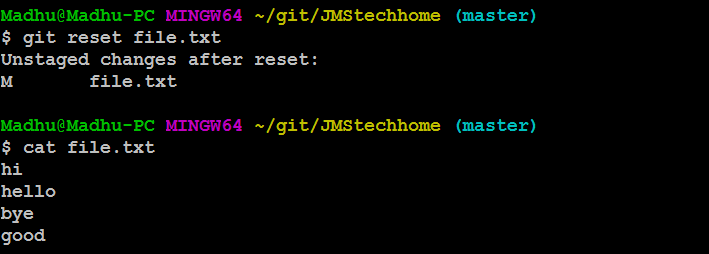 Madhu@Madhu-PC MINGW64 ~/git/JMStechhome (master)
$ git reset file.txt
Unstaged changes after reset:
M       file.txt

Madhu@Madhu-PC MINGW64 ~/git/JMStechhome (master)
$ cat file.txt
hi
hello
bye
good